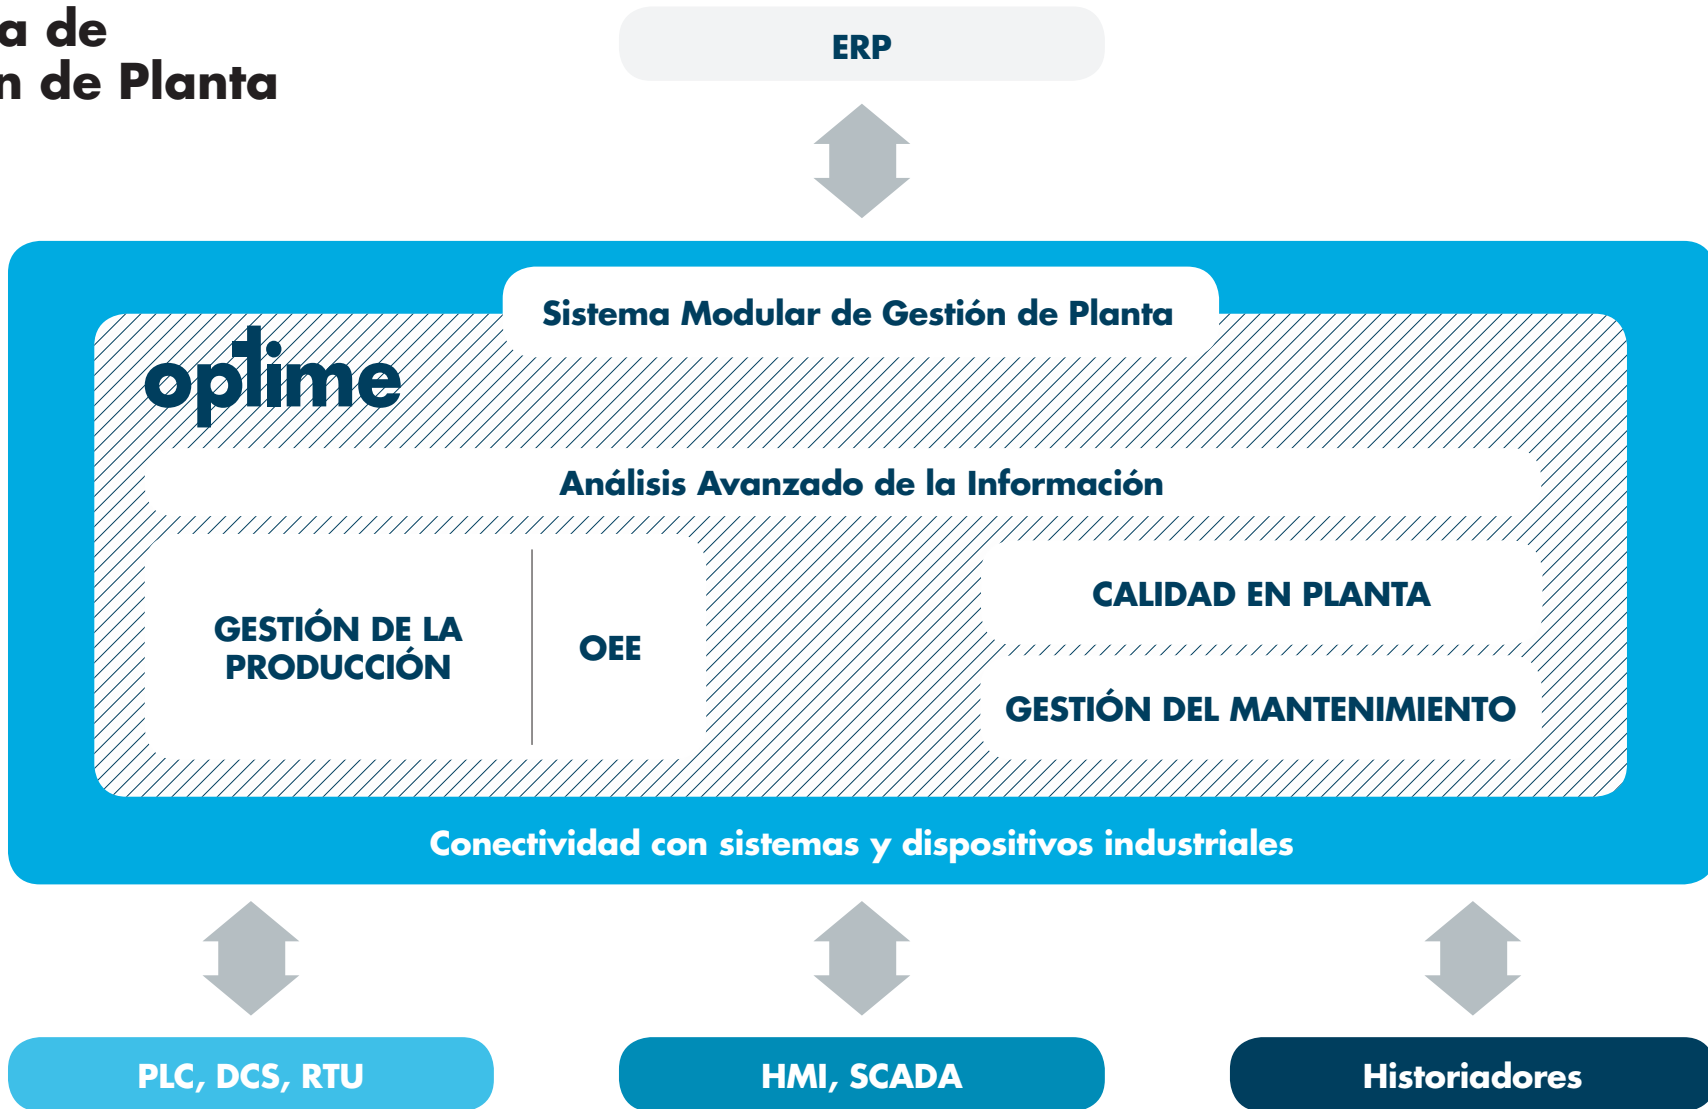 a de
n de Planta
ERP
Sistema Modular de Gestión de Planta
optime
Análisis Avanzado de la Información
GESTIÓN DE LA
PRODUCCIÓN
OEE
CALIDAD EN PLANTA
GESTIÓN DEL MANTENIMIENTO
Conectividad con sistemas y dispositivos industriales
PLC, DCS, RTU
HMI, SCADA
Historiadores